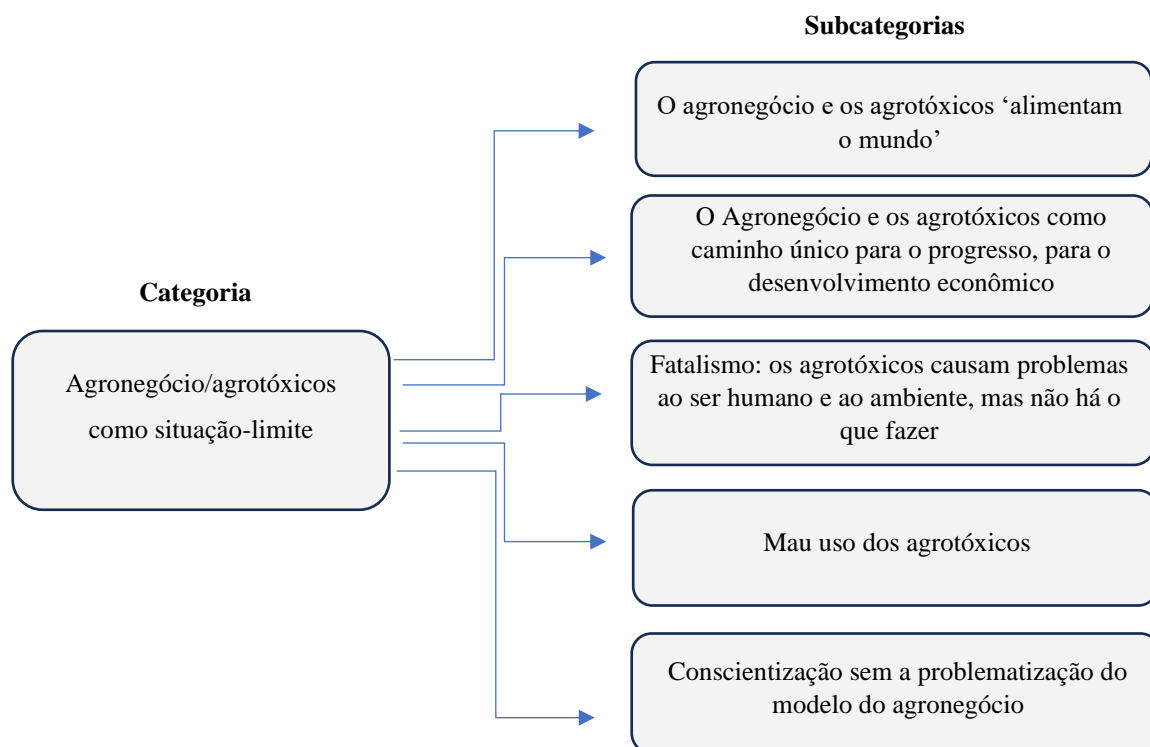 Subcategorias
O agronegócio e os agrotóxicos ‘alimentam
o mundo’
O Agronegócio e os agrotóxicos como
caminho único para o progresso, para o
desenvolvimento econômico
Categoria
Agronegócio/agrotóxicos
como situação-limite
Fatalismo: os agrotóxicos causam problemas
ao ser humano e ao ambiente, mas não há o
que fazer
Mau uso dos agrotóxicos
Conscientização sem a problematização do
modelo do agronegócio